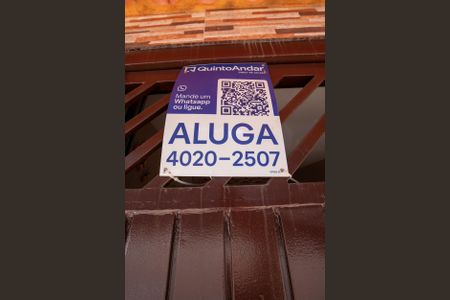 QuintoAndar
Mande um
Whatsapp
ou ligue.
ALUGA
4020-2507